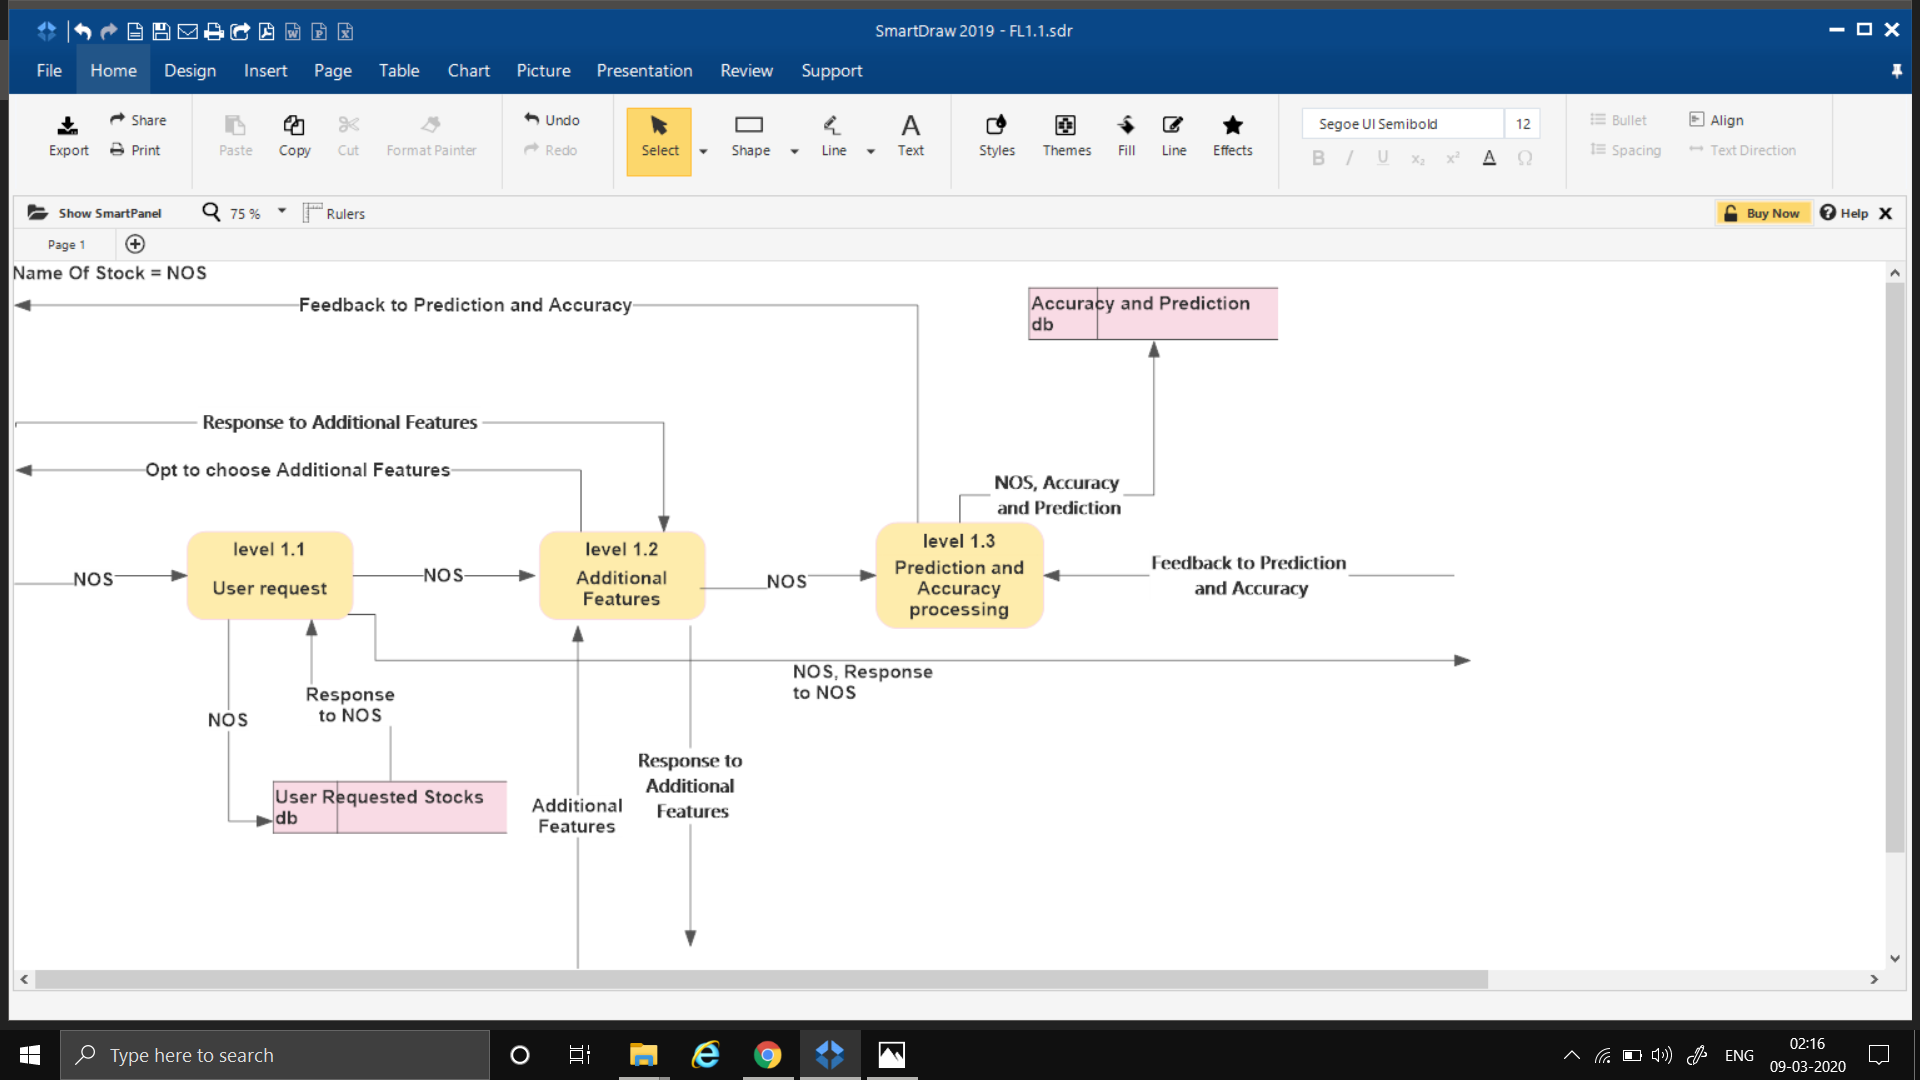 SmartDraw 2019 - FL1.1.sdr
File Home Design Insert Page Table Chart Picture Presentation Review Support
Export
Share
Print
Paste
Copy
Cut
Format Painter
Undo
Redo
Select
Shape
Line
Text
Styles
Themes
Fill
Line
Effects
Segoe UI Semibold 12
B I U x₂ x² A Ω
Bullet
Spacing
Align
Text Direction
Show SmartPanel 75 % Rulers
Buy Now Help
Page 1
Name Of Stock = NOS
Feedback to Prediction and Accuracy
Accuracy and Prediction
db
Response to Additional Features
Opt to choose Additional Features
NOS, Accuracy
and Prediction
NOS
level 1.1
User request
NOS
level 1.2
Additional
Features
NOS
level 1.3
Prediction and
Accuracy
processing
Feedback to Prediction
and Accuracy
NOS, Response
to NOS
NOS
Response
to NOS
User Requested Stocks
db
Additional
Features
Response to
Additional
Features
Type here to search
ENG
02:16
09-03-2020